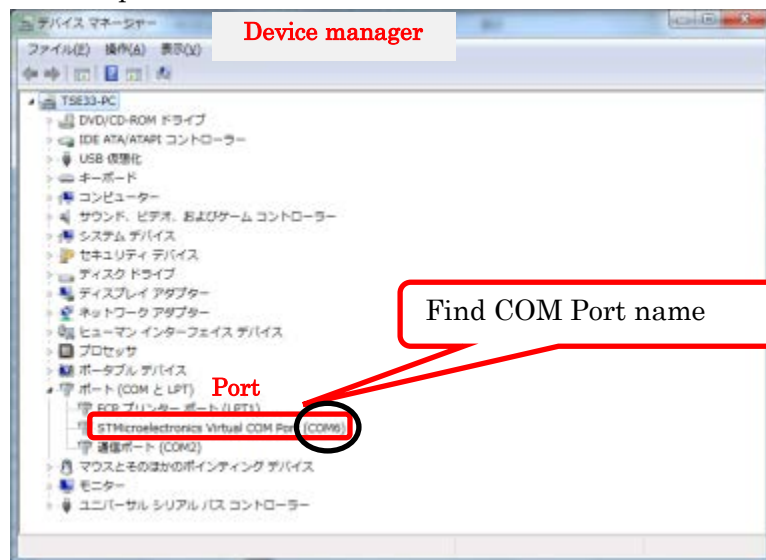 デバイス マネージャー
Device manager
ファイル(F) 操作(A) 表示(V)
TSE33-PC
DVD/CD-ROM ドライブ
IDE ATA/ATAPI コントローラー
USB 仮想化
キーボード
コンピューター
サウンド、ビデオ、およびゲーム コントローラー
システム デバイス
セキュリティ デバイス
ディスク ドライブ
ディスプレイ アダプター
ネットワーク アダプター
Find COM Port name
ヒューマン インターフェイス デバイス
プロセッサ
ポータブル デバイス
ポート (COM と LPT) Port
ECP プリンター ポート (LPT1)
STMicroelectronics Virtual COM Port (COM6)
通信ポート (COM2)
マウスとそのほかのポインティング デバイス
モニター
ユニバーサル シリアル バス コントローラー